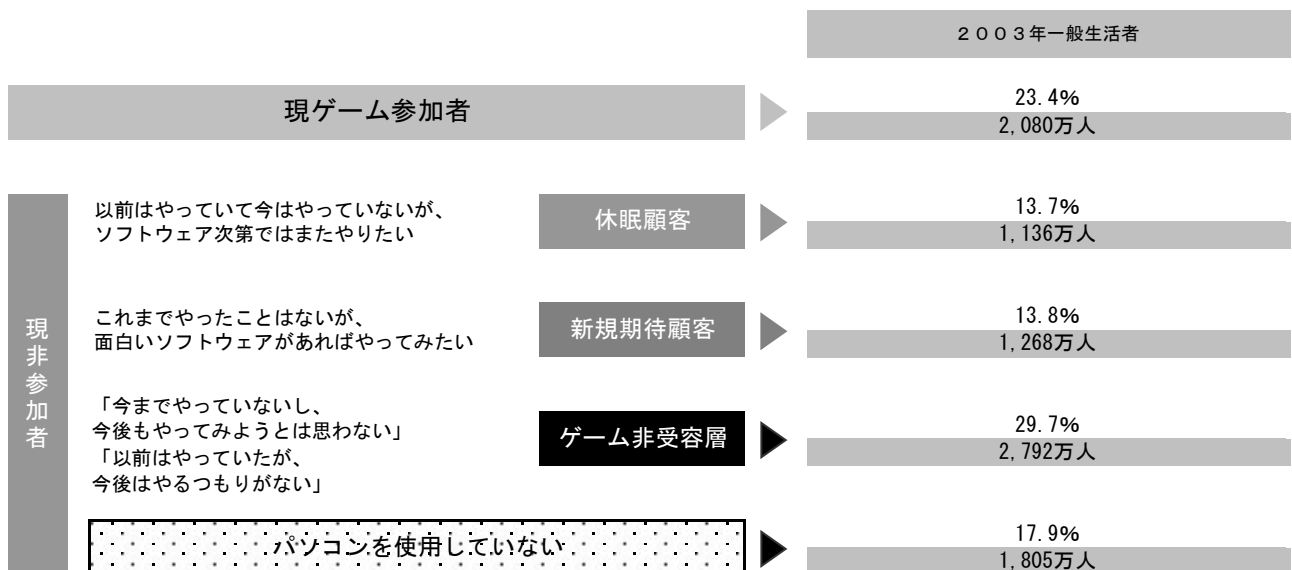 ２００３年一般生活者
現ゲーム参加者
23.4%
2,080万人
現非参加者
以前はやっていて今はやっていないが、
ソフトウェア次第ではまたやりたい
休眠顧客
13.7%
1,136万人
これまでやったことはないが、
面白いソフトウェアがあればやってみたい
新規期待顧客
13.8%
1,268万人
「今までやっていないし、
今後もやってみようとは思わない」
「以前はやっていたが、
今後はやるつもりがない」
ゲーム非受容層
29.7%
2,792万人
パソコンを使用していない
17.9%
1,805万人